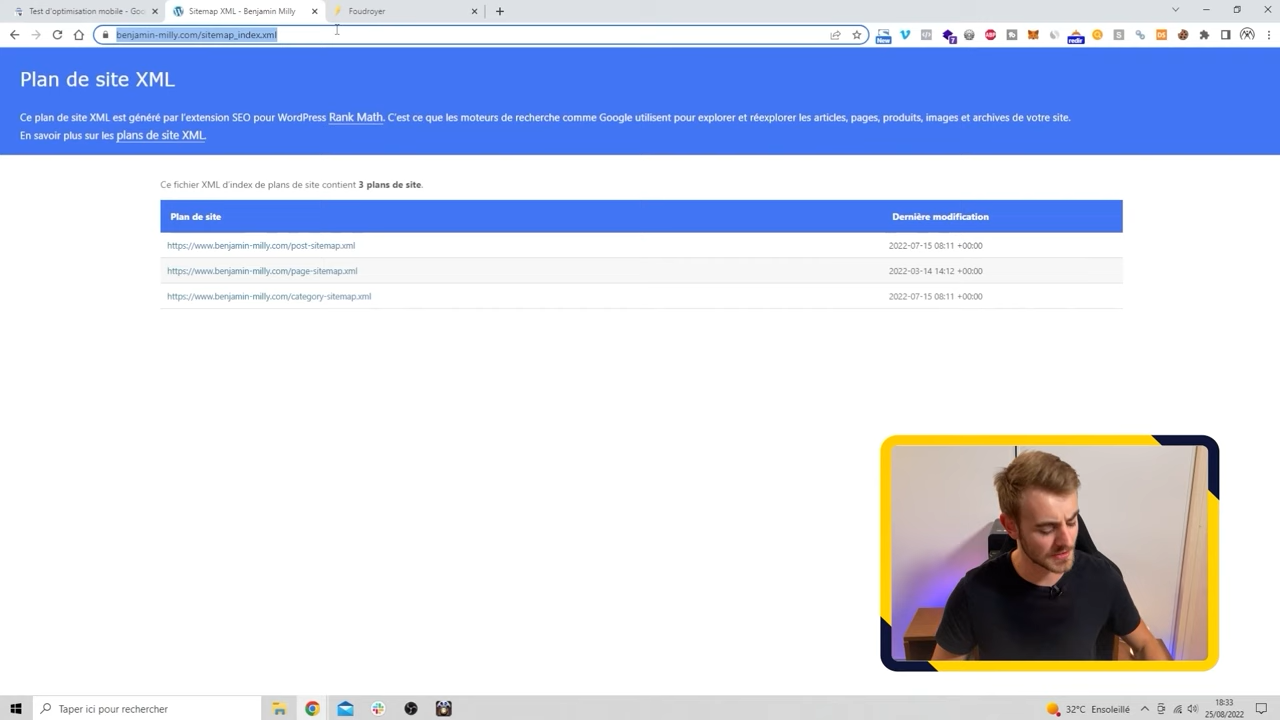 Test d'optimisation mobile - Goo
Sitemap XML - Benjamin Milly
Foudroyer
benjamin-milly.com/sitemap_index.xml
New
7
ABP
S
DS
redir
Plan de site XML
Ce plan de site XML est généré par l'extension SEO pour WordPress Rank Math. C'est ce que les moteurs de recherche comme Google utilisent pour explorer et réexplorer les articles, pages, produits, images et archives de votre site.
En savoir plus sur les plans de site XML.
Ce fichier XML d'index de plans de site contient 3 plans de site.
Plan de site Dernière modification
https://www.benjamin-milly.com/post-sitemap.xml 2022-07-15 08:11 +00:00
https://www.benjamin-milly.com/page-sitemap.xml 2022-03-14 14:12 +00:00
https://www.benjamin-milly.com/category-sitemap.xml 2022-07-15 08:11 +00:00
Taper ici pour rechercher
32°C Ensoleillé
18:33
25/08/2022